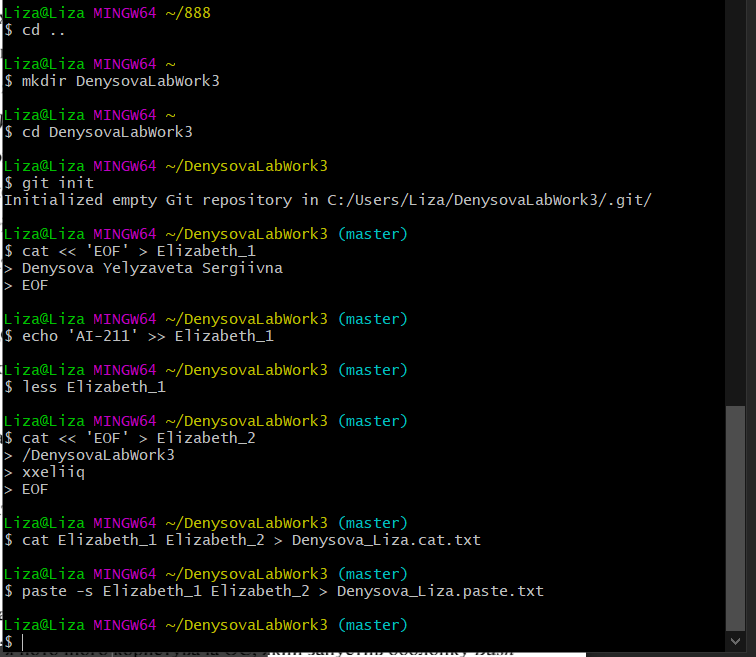 Liza@Liza MINGW64 ~/888
$ cd ..
Liza@Liza MINGW64 ~
$ mkdir DenysovaLabWork3
Liza@Liza MINGW64 ~
$ cd DenysovaLabWork3
Liza@Liza MINGW64 ~/DenysovaLabWork3
$ git init
Initialized empty Git repository in C:/Users/Liza/DenysovaLabWork3/.git/
Liza@Liza MINGW64 ~/DenysovaLabWork3 (master)
$ cat << 'EOF' > Elizabeth_1
> Denysova Yelyzaveta Sergiivna
> EOF
Liza@Liza MINGW64 ~/DenysovaLabWork3 (master)
$ echo 'AI-211' >> Elizabeth_1
Liza@Liza MINGW64 ~/DenysovaLabWork3 (master)
$ less Elizabeth_1
Liza@Liza MINGW64 ~/DenysovaLabWork3 (master)
$ cat << 'EOF' > Elizabeth_2
> /DenysovaLabWork3
> xxeliiq
> EOF
Liza@Liza MINGW64 ~/DenysovaLabWork3 (master)
$ cat Elizabeth_1 Elizabeth_2 > Denysova_Liza.cat.txt
Liza@Liza MINGW64 ~/DenysovaLabWork3 (master)
$ paste -s Elizabeth_1 Elizabeth_2 > Denysova_Liza.paste.txt
Liza@Liza MINGW64 ~/DenysovaLabWork3 (master)
$